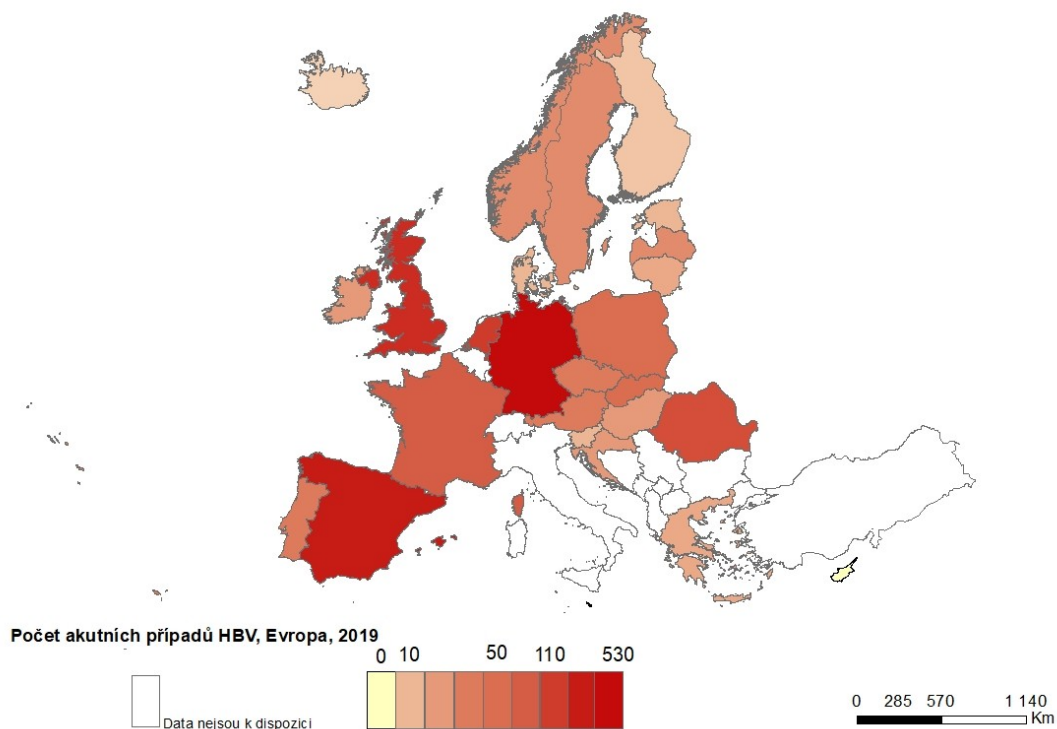 Počet akutních případů HBV, Evropa, 2019
0 10 50 110 530
Data nejsou k dispozici
0 285 570 1 140
Km